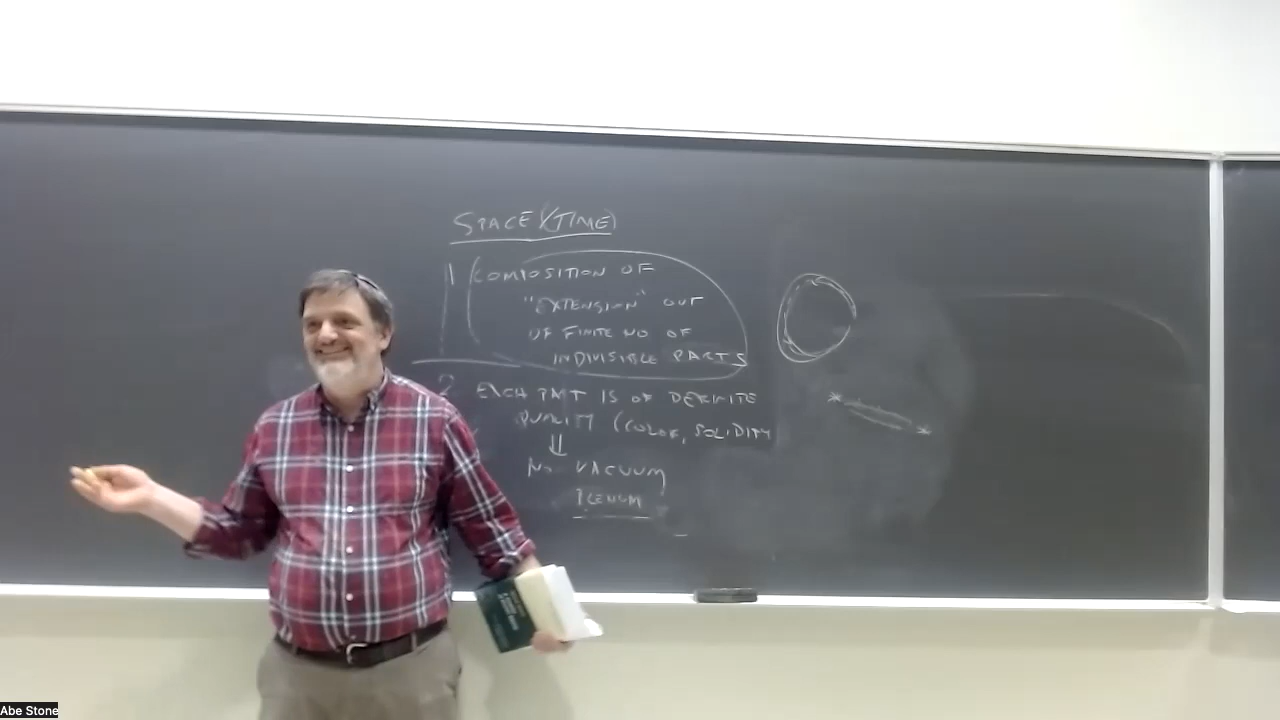 SPACE (TIME)
1 COMPOSITION OF
"EXTENSION" OUT
OF FINITE NO OF
INDIVISIBLE PARTS
2 EACH PART IS OF DEFINITE
QUALITY (COLOR, SOLIDITY
⇓
NO VACUUM
PLENUM
Abe Stone